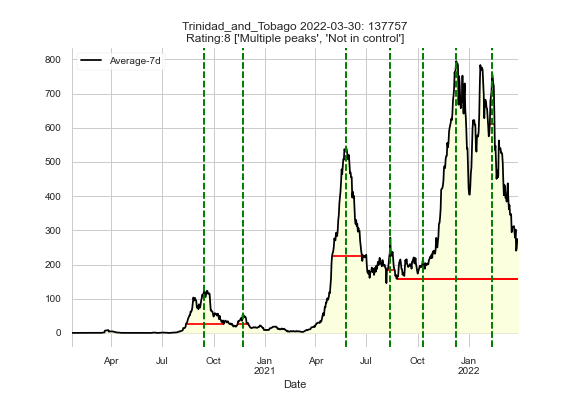 Trinidad_and_Tobago 2022-03-30: 137757
Rating:8 ['Multiple peaks', 'Not in control']
Average-7d
800
700
600
500
400
300
200
100
0
Apr Jul Oct Jan Apr Jul Oct Jan
2021 2022
Date